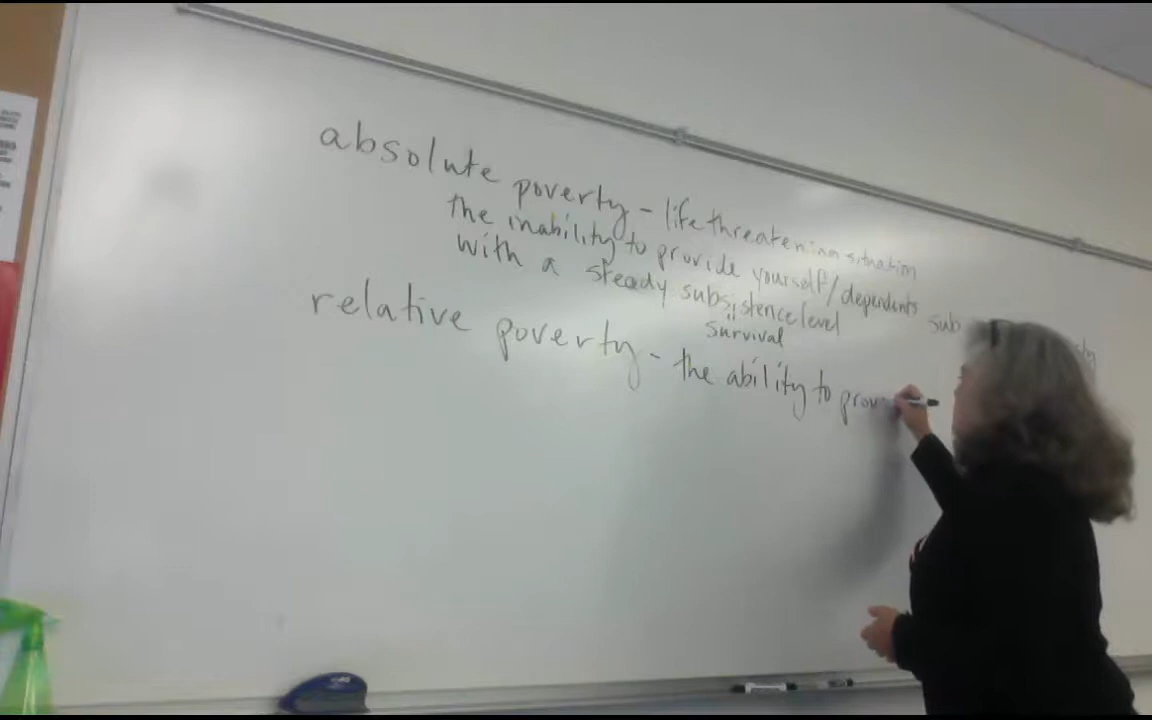 absolute poverty - life threatening situation
the inability to provide yourself/dependents
with a steady subsistence level
survival
sub
relative poverty - the ability to prov